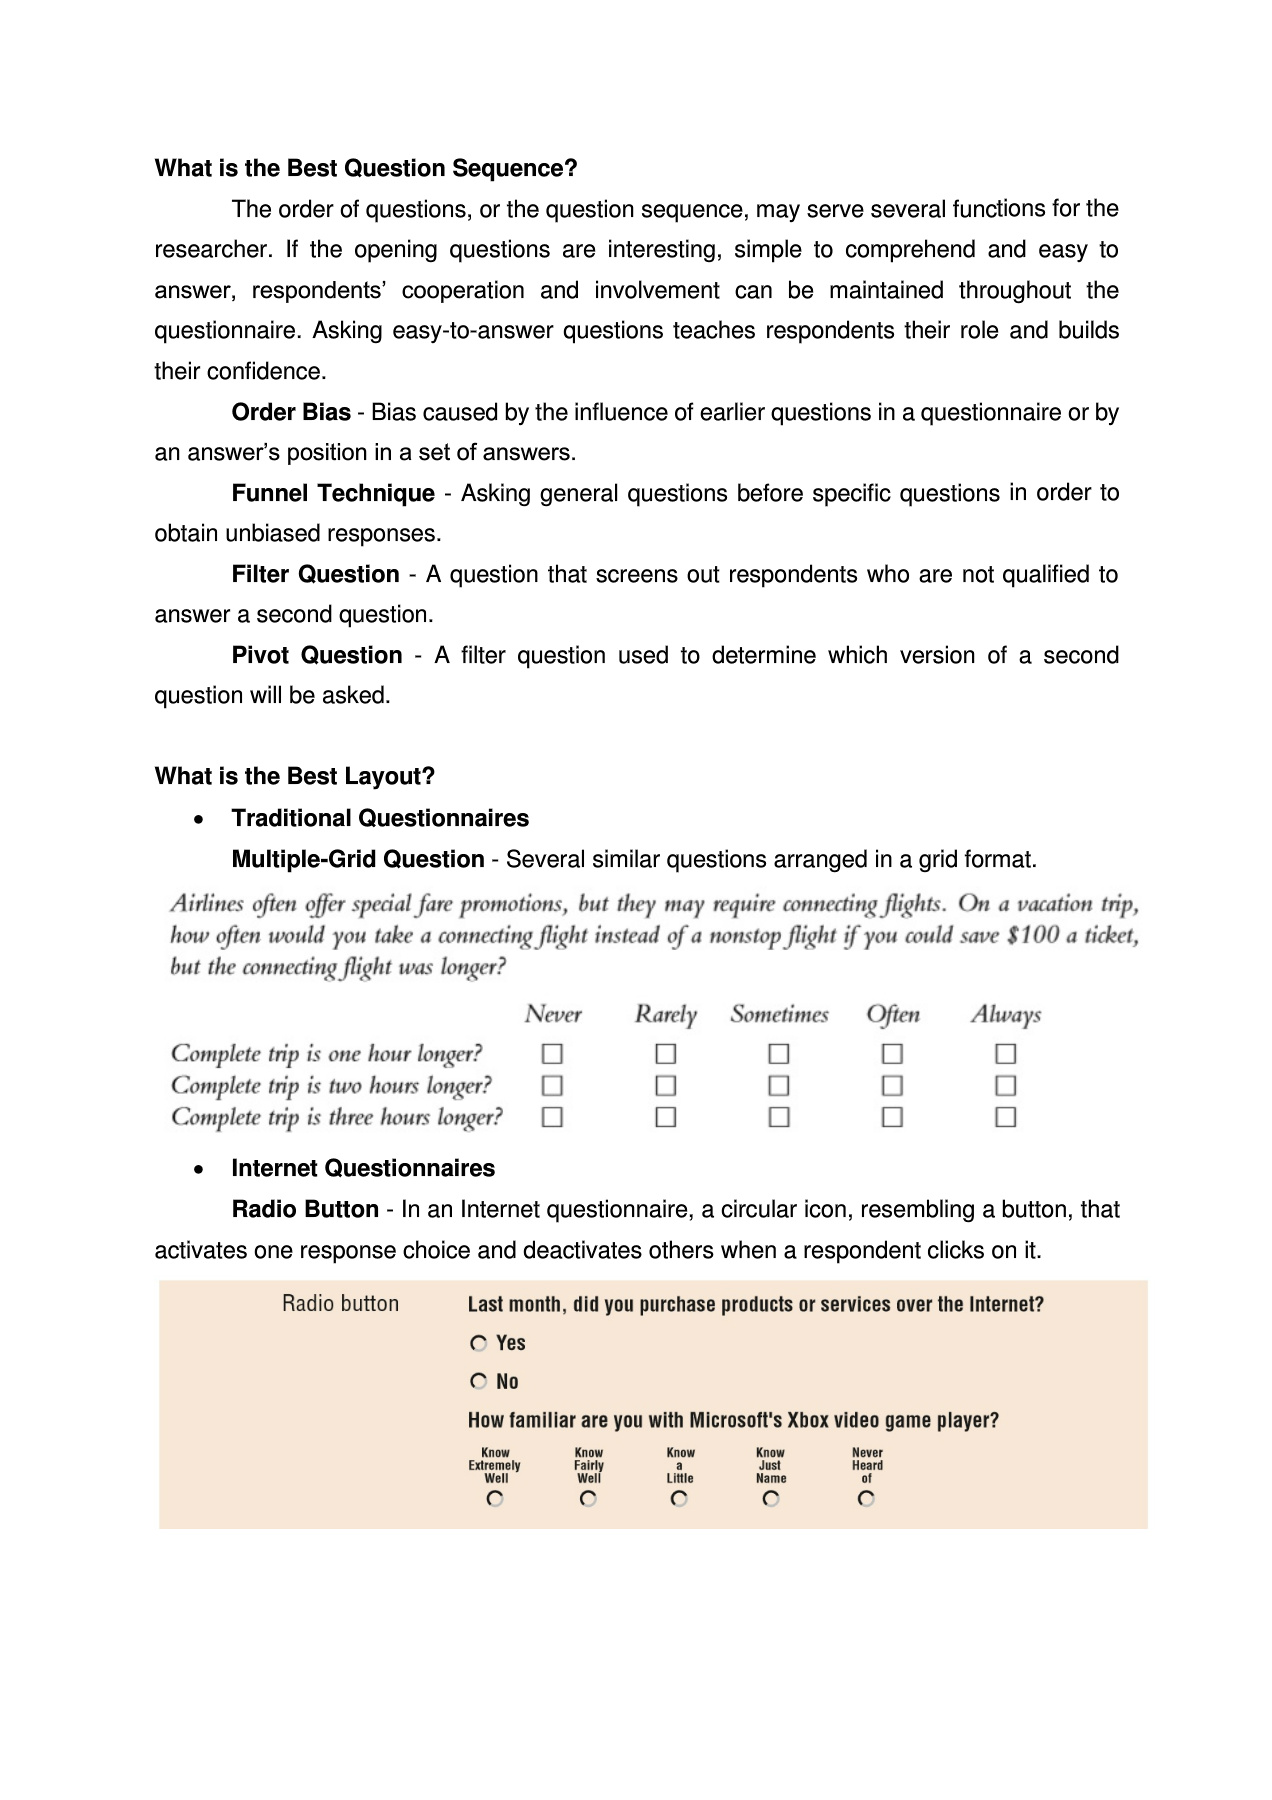 What is the Best Question Sequence?
The order of questions, or the question sequence, may serve several functions for the
researcher. If the opening questions are interesting, simple to comprehend and easy to
answer, respondents’ cooperation and involvement can be maintained throughout the
questionnaire. Asking easy-to-answer questions teaches respondents their role and builds
their confidence.
Order Bias - Bias caused by the influence of earlier questions in a questionnaire or by
an answer’s position in a set of answers.
Funnel Technique - Asking general questions before specific questions in order to
obtain unbiased responses.
Filter Question - A question that screens out respondents who are not qualified to
answer a second question.
Pivot Question - A filter question used to determine which version of a second
question will be asked.
What is the Best Layout?
• Traditional Questionnaires
Multiple-Grid Question - Several similar questions arranged in a grid format.
Airlines often offer special fare promotions, but they may require connecting flights. On a vacation trip,
how often would you take a connecting flight instead of a nonstop flight if you could save $100 a ticket,
but the connecting flight was longer?
Never Rarely Sometimes Often Always
Complete trip is one hour longer? □ □ □ □ □
Complete trip is two hours longer? □ □ □ □ □
Complete trip is three hours longer? □ □ □ □ □
• Internet Questionnaires
Radio Button - In an Internet questionnaire, a circular icon, resembling a button, that
activates one response choice and deactivates others when a respondent clicks on it.
Radio button Last month, did you purchase products or services over the Internet?
Yes
No
How familiar are you with Microsoft's Xbox video game player?
Know Know Know Know Never
Extremely Fairly a Just Heard
Well Well Little Name of